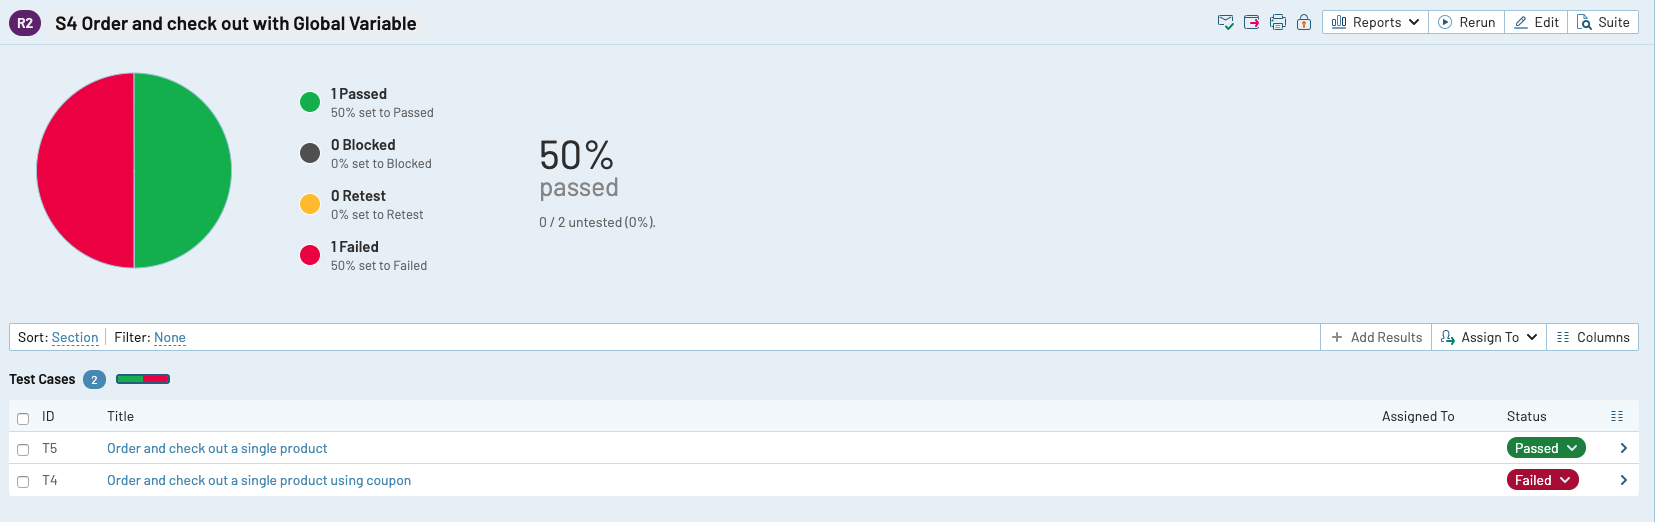 R2 S4 Order and check out with Global Variable Reports Rerun Edit Suite
1 Passed
50% set to Passed
0 Blocked
0% set to Blocked
0 Retest
0% set to Retest
1 Failed
50% set to Failed
50%
passed
0 / 2 untested (0%).
Sort: Section Filter: None + Add Results Assign To Columns
Test Cases 2
ID Title Assigned To Status
T5 Order and check out a single product Passed
T4 Order and check out a single product using coupon Failed